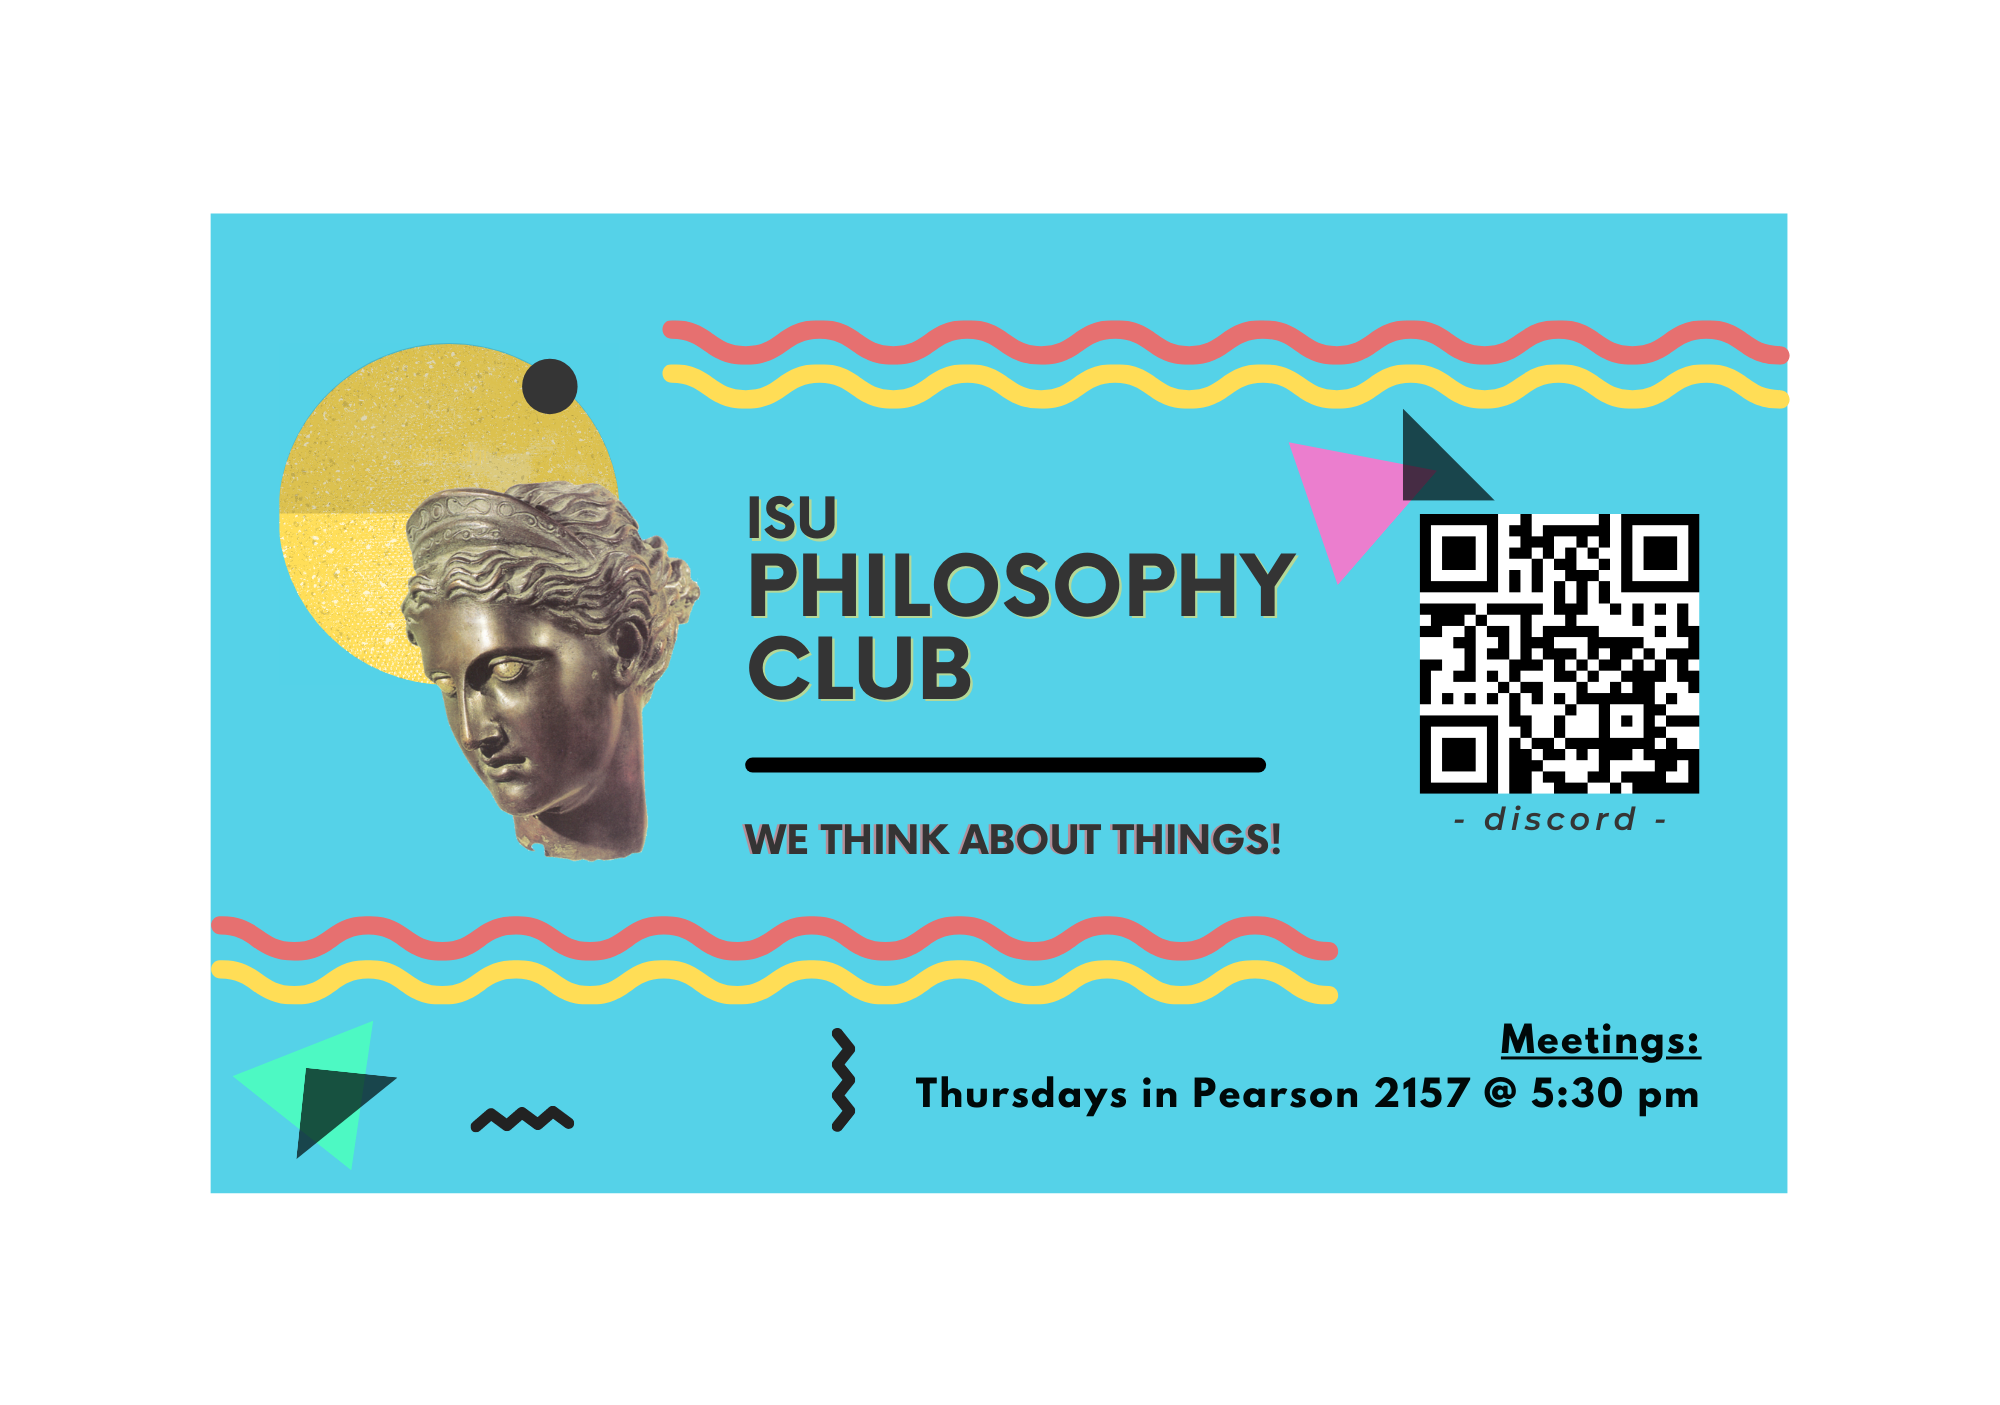 ISU
PHILOSOPHY
CLUB
WE THINK ABOUT THINGS!
- discord -
Meetings:
Thursdays in Pearson 2157 @ 5:30 pm